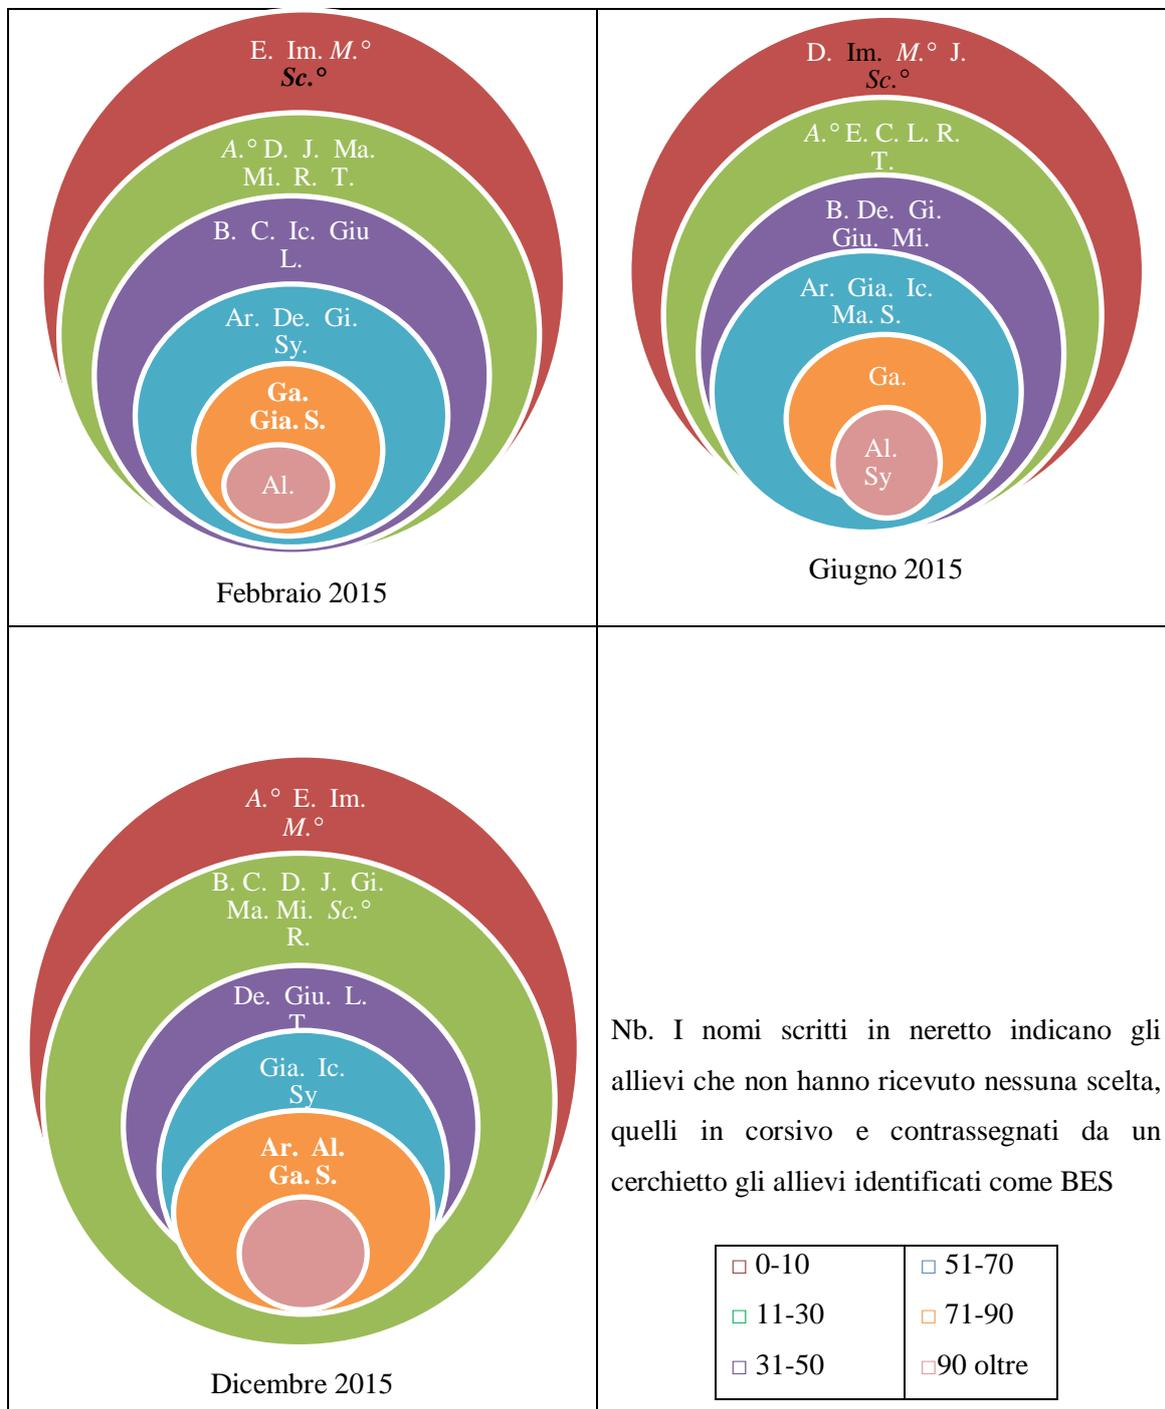 E. Im. M.°
Sc.°
A.° D. J. Ma.
Mi. R. T.
B. C. Ic. Giu
L.
Ar. De. Gi.
Sy.
Ga.
Gia. S.
Al.
Febbraio 2015
D. Im. M.° J.
Sc.°
A.° E. C. L. R.
T.
B. De. Gi.
Giu. Mi.
Ar. Gia. Ic.
Ma. S.
Ga.
Al.
Sy
Giugno 2015
A.° E. Im.
M.°
B. C. D. J. Gi.
Ma. Mi. Sc.°
R.
De. Giu. L.
T
Gia. Ic.
Sy
Ar. Al.
Ga. S.
Dicembre 2015
Nb. I nomi scritti in neretto indicano gli
allievi che non hanno ricevuto nessuna scelta,
quelli in corsivo e contrassegnati da un
cerchietto gli allievi identificati come BES
□ 0-10 □ 51-70
□ 11-30 □ 71-90
□ 31-50 □90 oltre